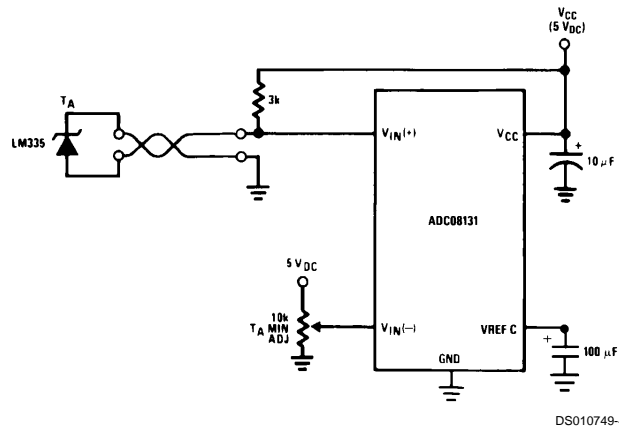 VCC
(5 VDC)
TA
3k
LM335
VIN(+)
VCC
+
10 µF
ADC08131
5 VDC
10k
TA MIN
ADJ
VIN(−)
VREF C
+
100 µF
GND
DS010749-